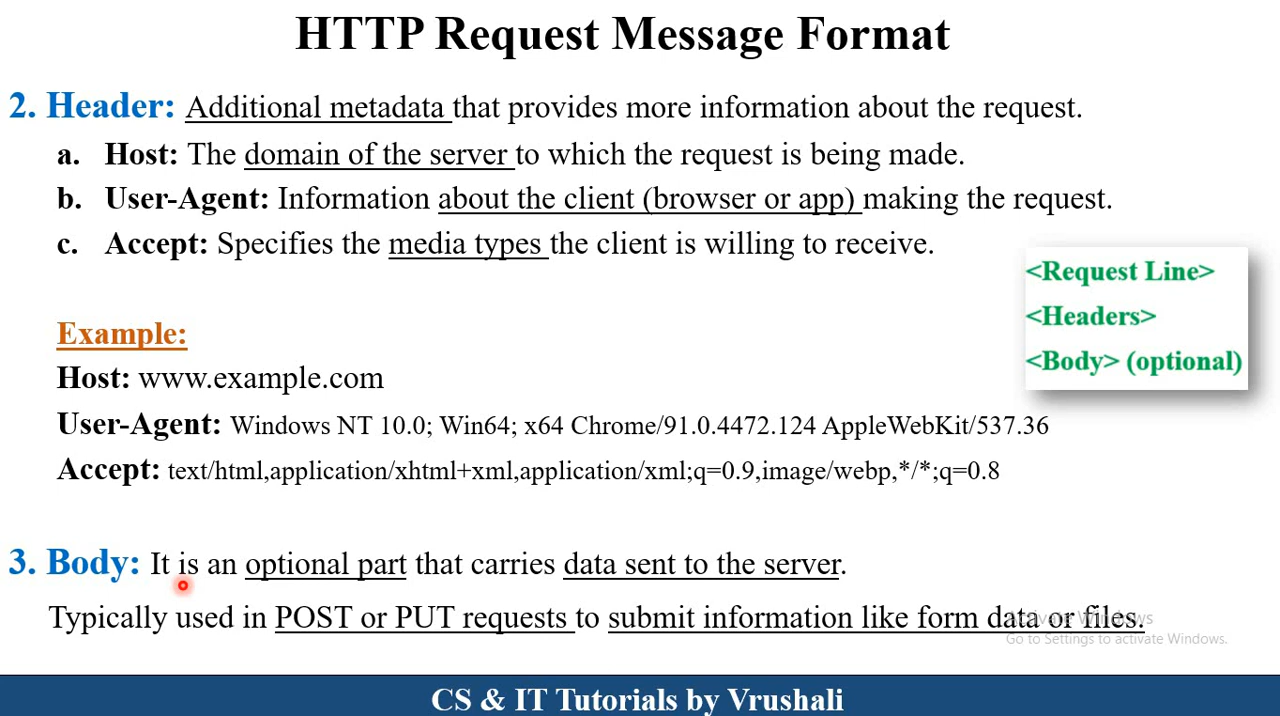 HTTP Request Message Format
2. Header: Additional metadata that provides more information about the request.
a. Host: The domain of the server to which the request is being made.
b. User-Agent: Information about the client (browser or app) making the request.
c. Accept: Specifies the media types the client is willing to receive.
<Request Line>
<Headers>
<Body> (optional)
Example:
Host: www.example.com
User-Agent: Windows NT 10.0; Win64; x64 Chrome/91.0.4472.124 AppleWebKit/537.36
Accept: text/html,application/xhtml+xml,application/xml;q=0.9,image/webp,*/*;q=0.8
3. Body: It is an optional part that carries data sent to the server.
Typically used in POST or PUT requests to submit information like form data or files.
Activate Windows
Go to Settings to activate Windows.
CS & IT Tutorials by Vrushali